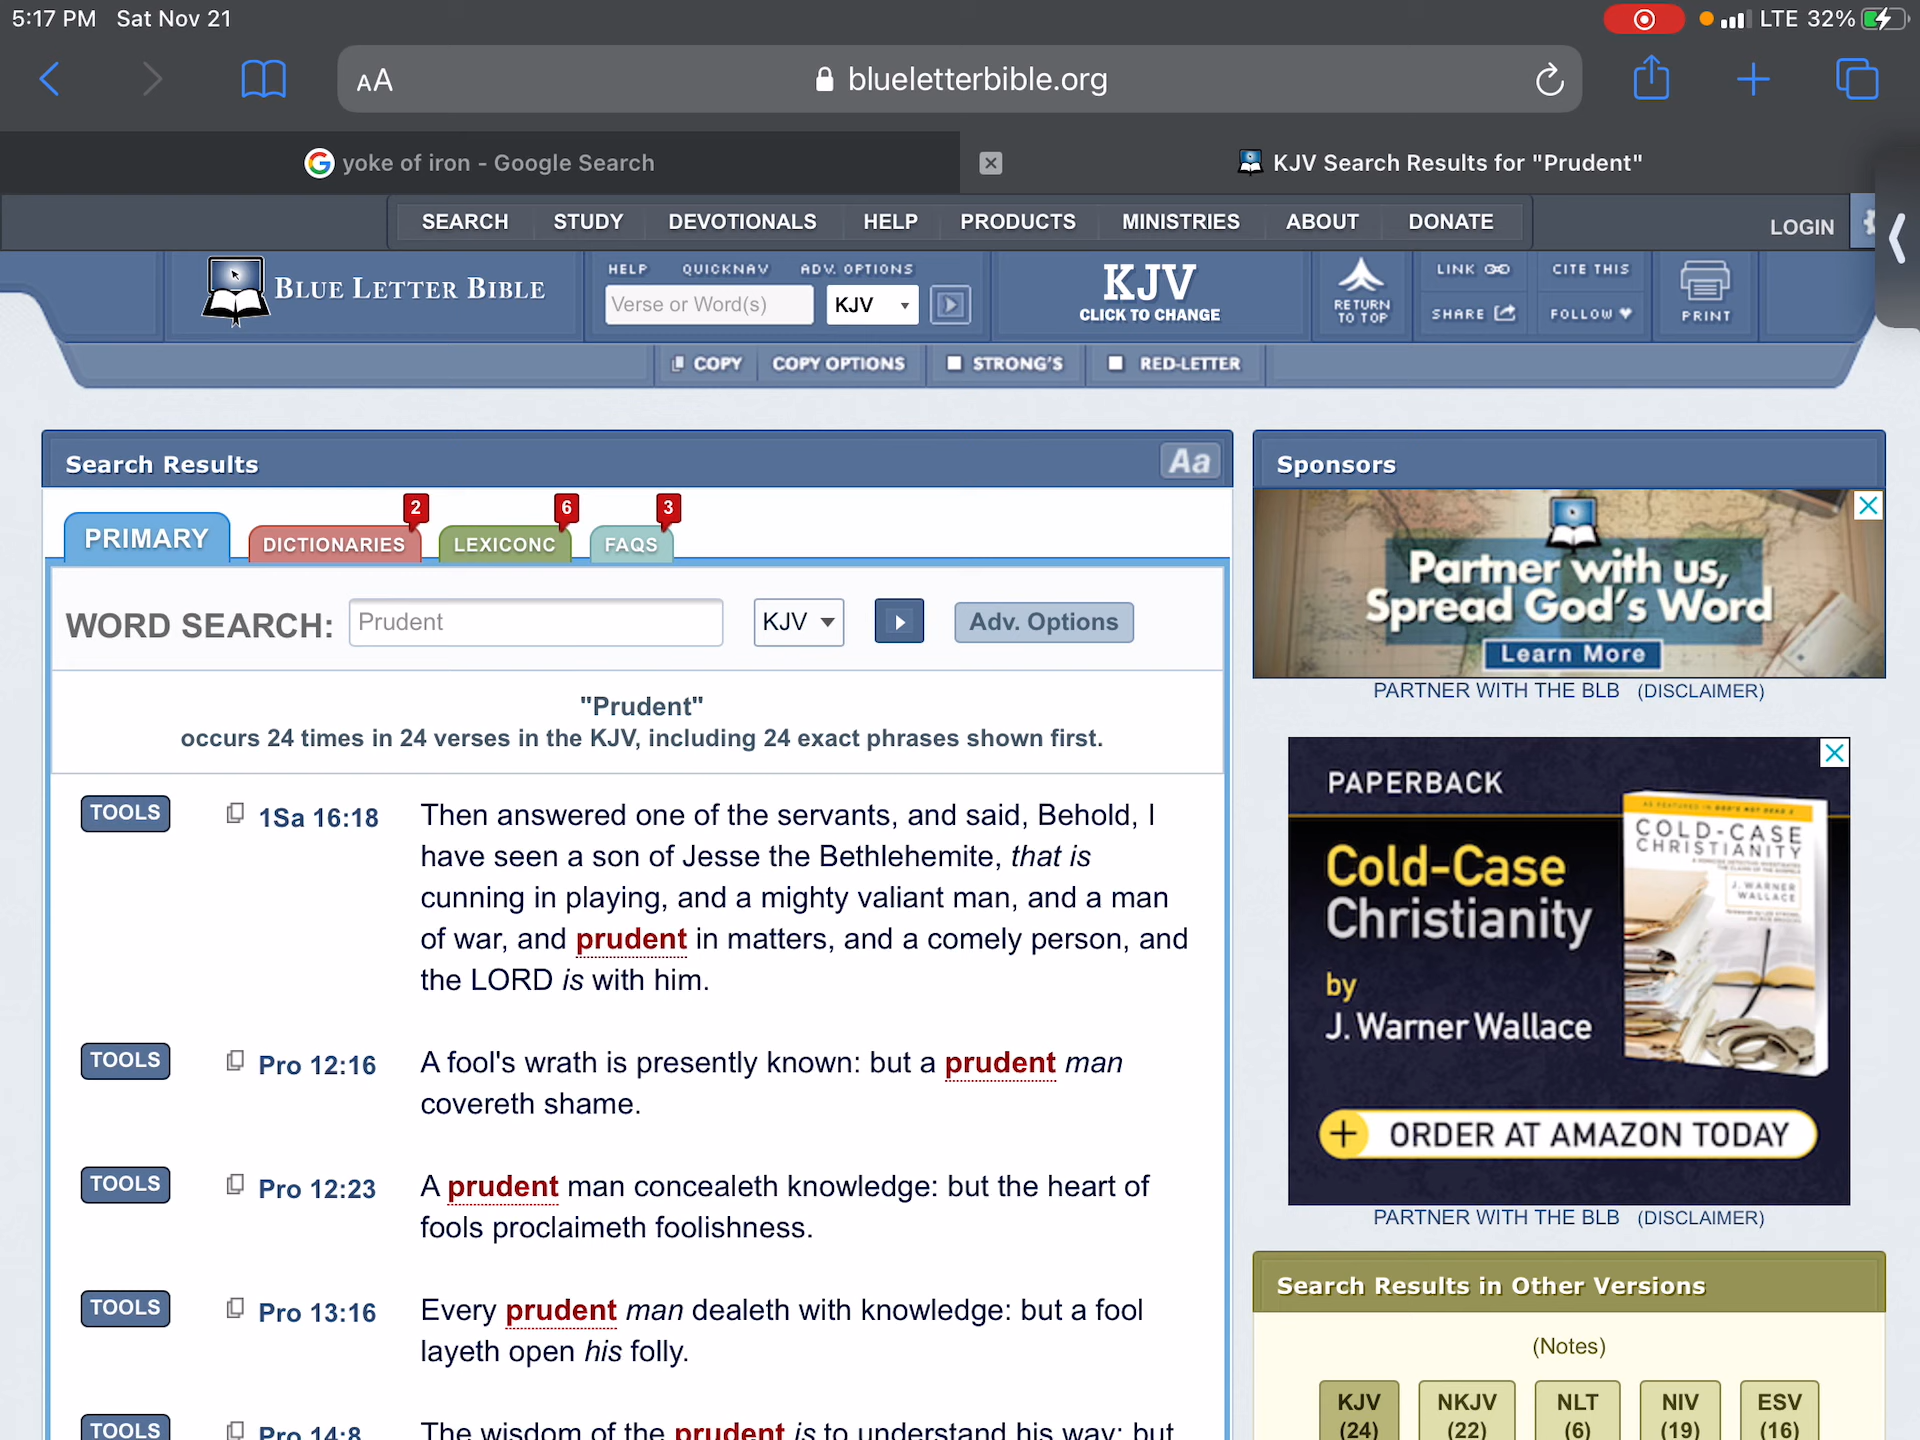 5:17 PM Sat Nov 21
LTE 32%
AA
blueletterbible.org
yoke of iron - Google Search
KJV Search Results for "Prudent"
SEARCH STUDY DEVOTIONALS HELP PRODUCTS MINISTRIES ABOUT DONATE
LOGIN
BLUE LETTER BIBLE
HELP QUICKNAV ADV. OPTIONS
Verse or Word(s)
KJV
KJV
CLICK TO CHANGE
RETURN
TO TOP
LINK
CITE THIS
SHARE
FOLLOW
PRINT
COPY
COPY OPTIONS
STRONG'S
RED-LETTER
Search Results
Aa
PRIMARY
DICTIONARIES
2
LEXICONC
6
FAQS
3
WORD SEARCH:
Prudent
KJV
Adv. Options
"Prudent"
occurs 24 times in 24 verses in the KJV, including 24 exact phrases shown first.
TOOLS
1Sa 16:18
Then answered one of the servants, and said, Behold, I
have seen a son of Jesse the Bethlehemite, that is
cunning in playing, and a mighty valiant man, and a man
of war, and prudent in matters, and a comely person, and
the LORD is with him.
TOOLS
Pro 12:16
A fool's wrath is presently known: but a prudent man
covereth shame.
TOOLS
Pro 12:23
A prudent man concealeth knowledge: but the heart of
fools proclaimeth foolishness.
TOOLS
Pro 13:16
Every prudent man dealeth with knowledge: but a fool
layeth open his folly.
TOOLS
Pro 14:8
The wisdom of the prudent is to understand his way: but
Sponsors
Partner with us,
Spread God's Word
Learn More
PARTNER WITH THE BLB (DISCLAIMER)
PAPERBACK
Cold-Case
Christianity
by
J. Warner Wallace
COLD-CASE
CHRISTIANITY
J. WARNER
WALLACE
ORDER AT AMAZON TODAY
PARTNER WITH THE BLB (DISCLAIMER)
Search Results in Other Versions
(Notes)
KJV
(24)
NKJV
(22)
NLT
(6)
NIV
(19)
ESV
(16)